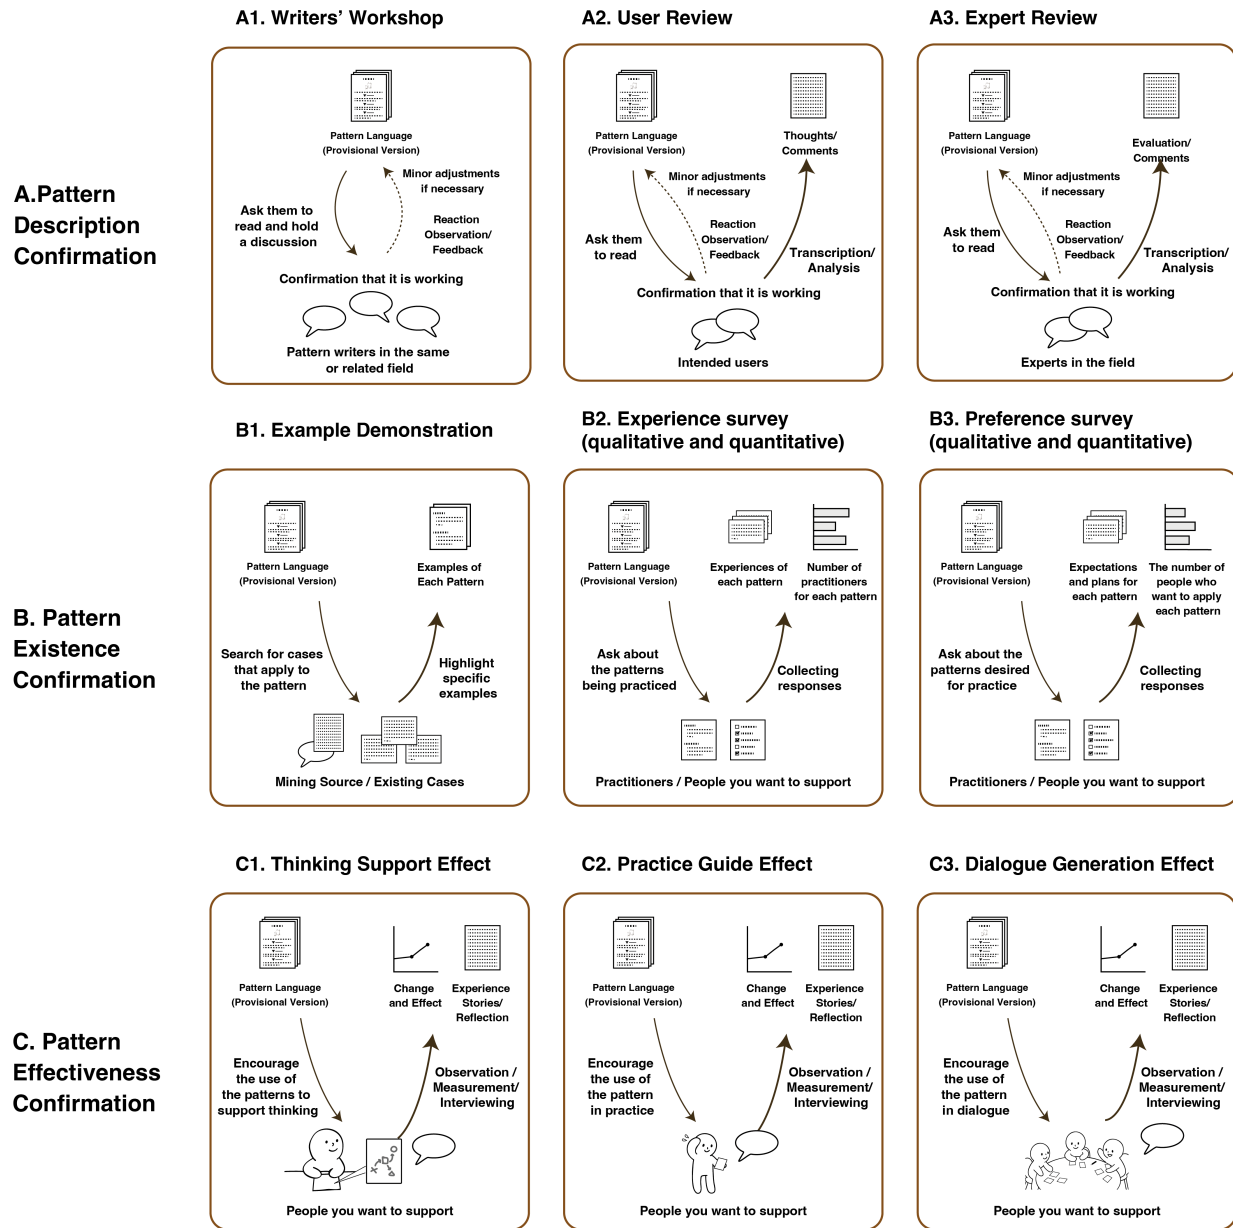 A1. Writers’ Workshop
A2. User Review
A3. Expert Review
A.Pattern
Description
Confirmation
Pattern Language
(Provisional Version)
Minor adjustments
if necessary
Ask them to
read and hold
a discussion
Reaction
Observation/
Feedback
Confirmation that it is working
Pattern writers in the same
or related field
Pattern Language
(Provisional Version)
Thoughts/
Comments
Minor adjustments
if necessary
Ask them
to read
Reaction
Observation/
Feedback
Transcription/
Analysis
Confirmation that it is working
Intended users
Pattern Language
(Provisional Version)
Evaluation/
Comments
Minor adjustments
if necessary
Ask them
to read
Reaction
Observation/
Feedback
Transcription/
Analysis
Confirmation that it is working
Experts in the field
B1. Example Demonstration
B2. Experience survey
(qualitative and quantitative)
B3. Preference survey
(qualitative and quantitative)
B. Pattern
Existence
Confirmation
Pattern Language
(Provisional Version)
Examples of
Each Pattern
Search for cases
that apply to
the pattern
Highlight
specific
examples
Mining Source / Existing Cases
Pattern Language
(Provisional Version)
Experiences of
each pattern
Number of
practitioners
for each pattern
Ask about
the patterns
being practiced
Collecting
responses
Practitioners / People you want to support
Pattern Language
(Provisional Version)
Expectations
and plans for
each pattern
The number of
people who
want to apply
each pattern
Ask about the
patterns desired
for practice
Collecting
responses
Practitioners / People you want to support
C1. Thinking Support Effect
C2. Practice Guide Effect
C3. Dialogue Generation Effect
C. Pattern
Effectiveness
Confirmation
Pattern Language
(Provisional Version)
Change
and Effect
Experience
Stories/
Reflection
Encourage
the use of
the patterns to
support thinking
Observation /
Measurement/
Interviewing
People you want to support
Pattern Language
(Provisional Version)
Change
and Effect
Experience
Stories/
Reflection
Encourage
the use of
the pattern
in practice
Observation /
Measurement/
Interviewing
People you want to support
Pattern Language
(Provisional Version)
Change
and Effect
Experience
Stories/
Reflection
Encourage
the use of
the pattern
in dialogue
Observation /
Measurement/
Interviewing
People you want to support